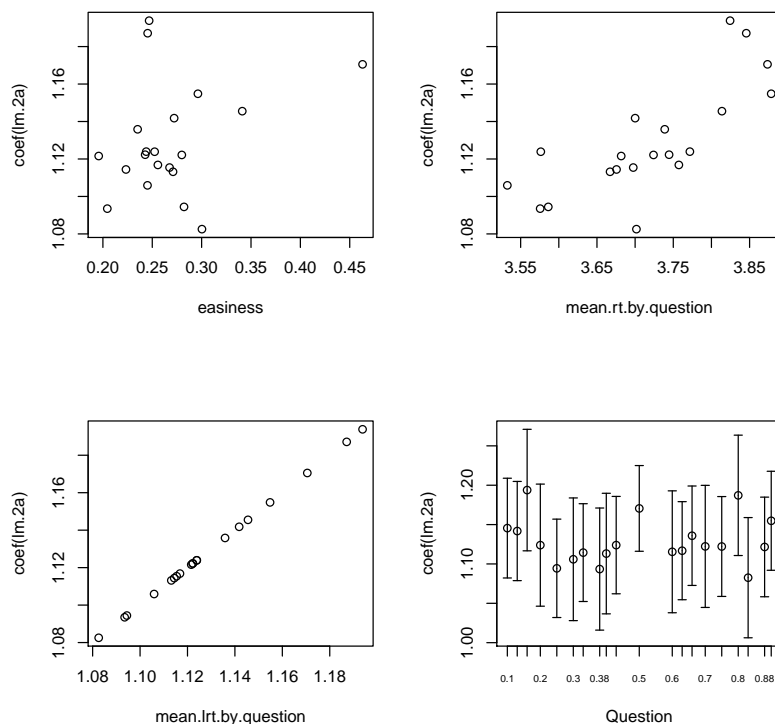 coef(lm.2a)
1.08 1.12 1.16
0.20 0.25 0.30 0.35 0.40 0.45
easiness
coef(lm.2a)
1.08 1.12 1.16
3.55 3.65 3.75 3.85
mean.rt.by.question
coef(lm.2a)
1.08 1.12 1.16
1.08 1.10 1.12 1.14 1.16 1.18
mean.lrt.by.question
coef(lm.2a)
1.00 1.10 1.20
0.1 0.2 0.3 0.38 0.5 0.6 0.7 0.8 0.88
Question